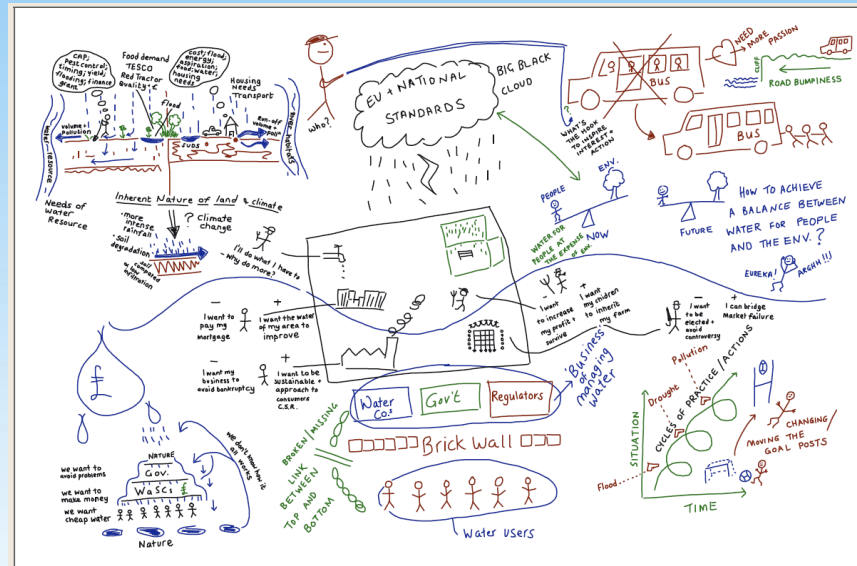 CAP;
Pest control;
timing; yield;
flooding; finance
grant
Food demand
TESCO
Red Tractor
Quality; £
cost; flood;
energy;
aspiration;
food; water;
housing
needs
Housing
Needs
Transport
flood
volume +
Pollution
run-off
volume +
SUDS
water resource
Needs of
Water
Resource
Inherent Nature of land & climate
• more
intense
rainfall
• soil
degradation
• soil
compacted
infiltration
? Climate
change
who?
EU + NATIONAL
STANDARDS
BIG BLACK
CLOUD
?
WHAT'S
THE HOOK
TO INSPIRE
INTEREST +
ACTION
BUS
NEED
MORE
PASSION
CLIFF
ROAD BUMPINESS
BUS
PEOPLE
ENV.
NOW
WATER FOR
PEOPLE AT
THE EXPENSE
OF ENV.
FUTURE
HOW TO ACHIEVE
A BALANCE BETWEEN
WATER FOR PEOPLE
AND THE ENV.?
EUREKA!
ARGHH!!!
I'll do what I have to
- Why do more?
-
I want to
pay my
mortgage
+
I want the water
of my area to
improve
-
I want my
business to
avoid bankruptcy
+
I want to be
sustainable +
approach to
consumers
C.S.R.
-
I want
to increase
my profit +
survive
+
I want
my children
to inherit
my farm
-
I want
to be
elected +
avoid
controversy
+
I can bridge
Market failure
£
Water
Co.s
Gov't
Regulators
Business
of
managing
water
Brick Wall
BROKEN/MISSING
LINK
BETWEEN
TOP AND
BOTTOM
Water users
we don't know how it
all works
NATURE
Gov.
WaSCs
£
we want to
avoid problems
we want to
make money
we want
cheap water
Nature
SITUATION
TIME
Flood
Drought
Pollution
CYCLES OF PRACTICE/ACTIONS
CHANGING/
MOVING THE
GOAL POSTS